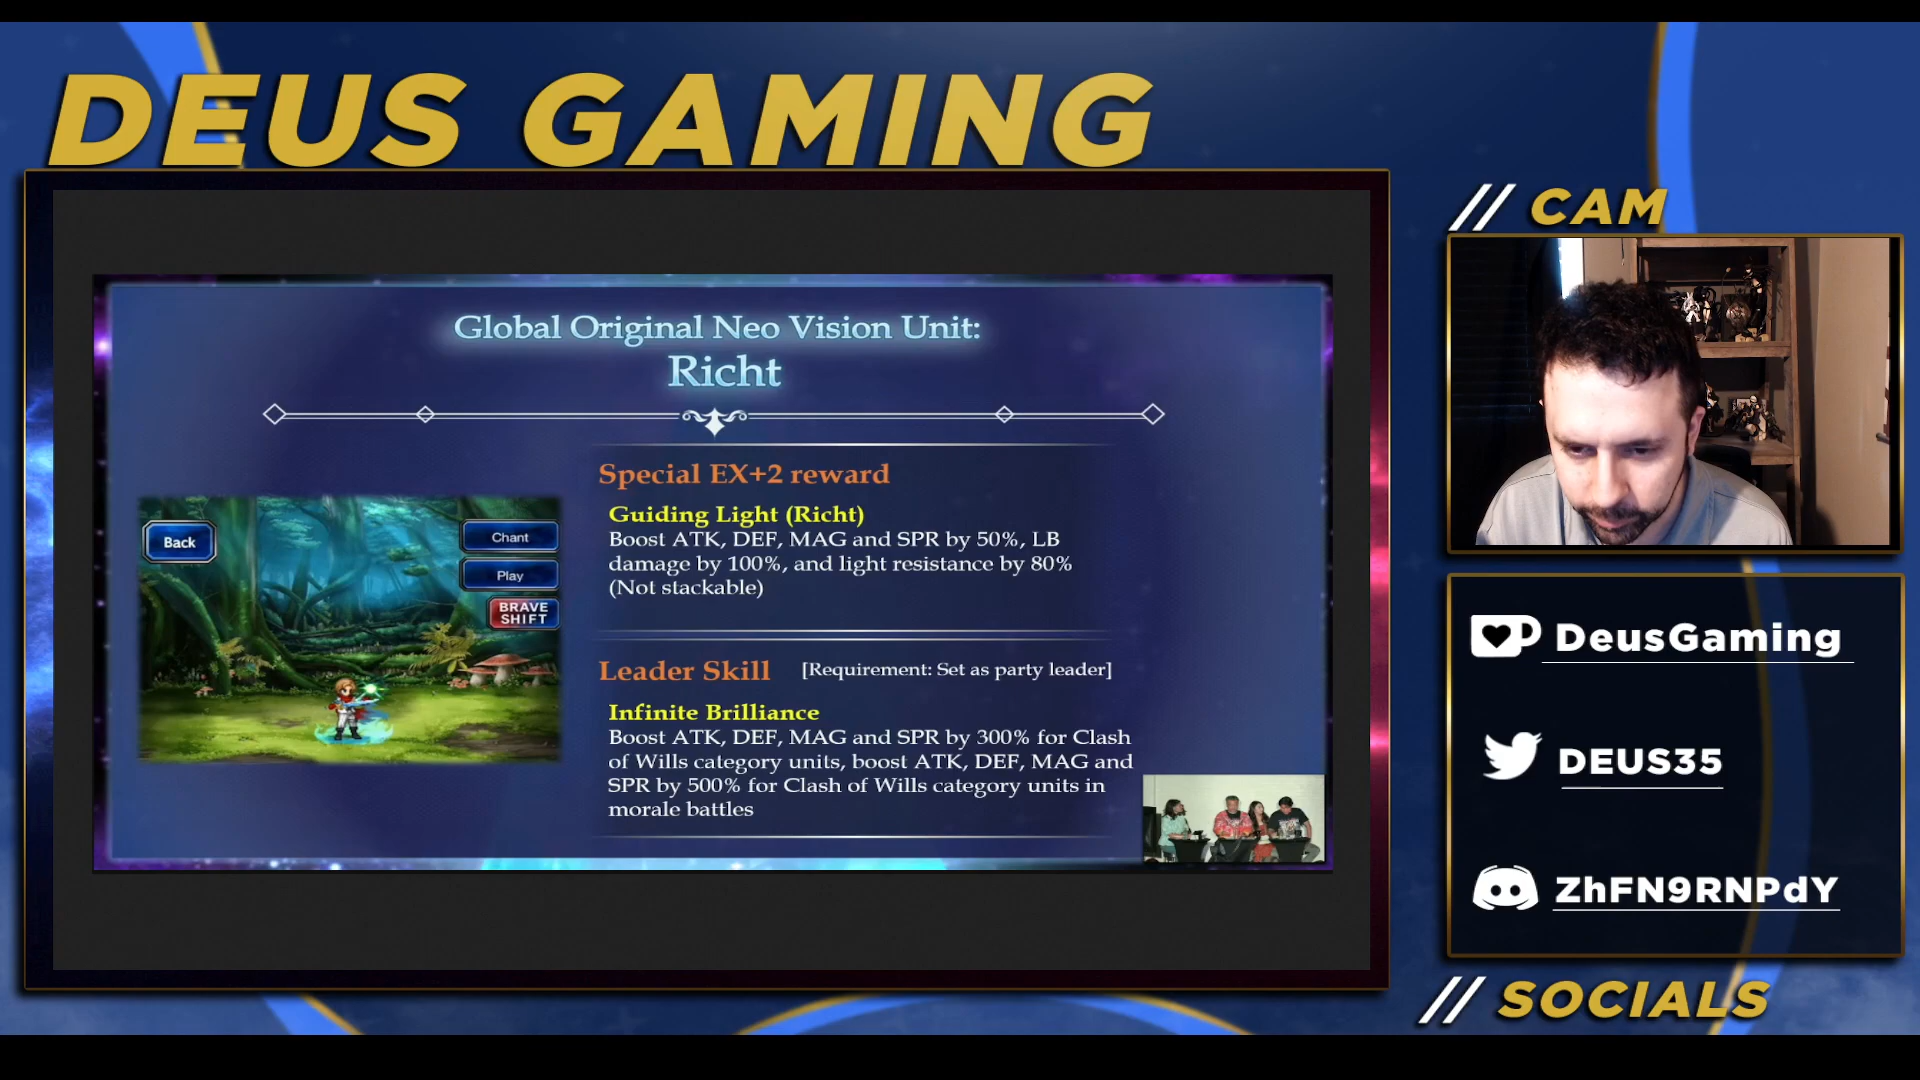 DEUS GAMING
Global Original Neo Vision Unit:
Richt
Special EX+2 reward
Guiding Light (Richt)
Boost ATK, DEF, MAG and SPR by 50%, LB
damage by 100%, and light resistance by 80%
(Not stackable)
Back
Chant
Play
BRAVE
SHIFT
Leader Skill [Requirement: Set as party leader]
Infinite Brilliance
Boost ATK, DEF, MAG and SPR by 300% for Clash
of Wills category units, boost ATK, DEF, MAG and
SPR by 500% for Clash of Wills category units in
morale battles
// CAM
DeusGaming
DEUS35
ZhFN9RNPdY
// SOCIALS